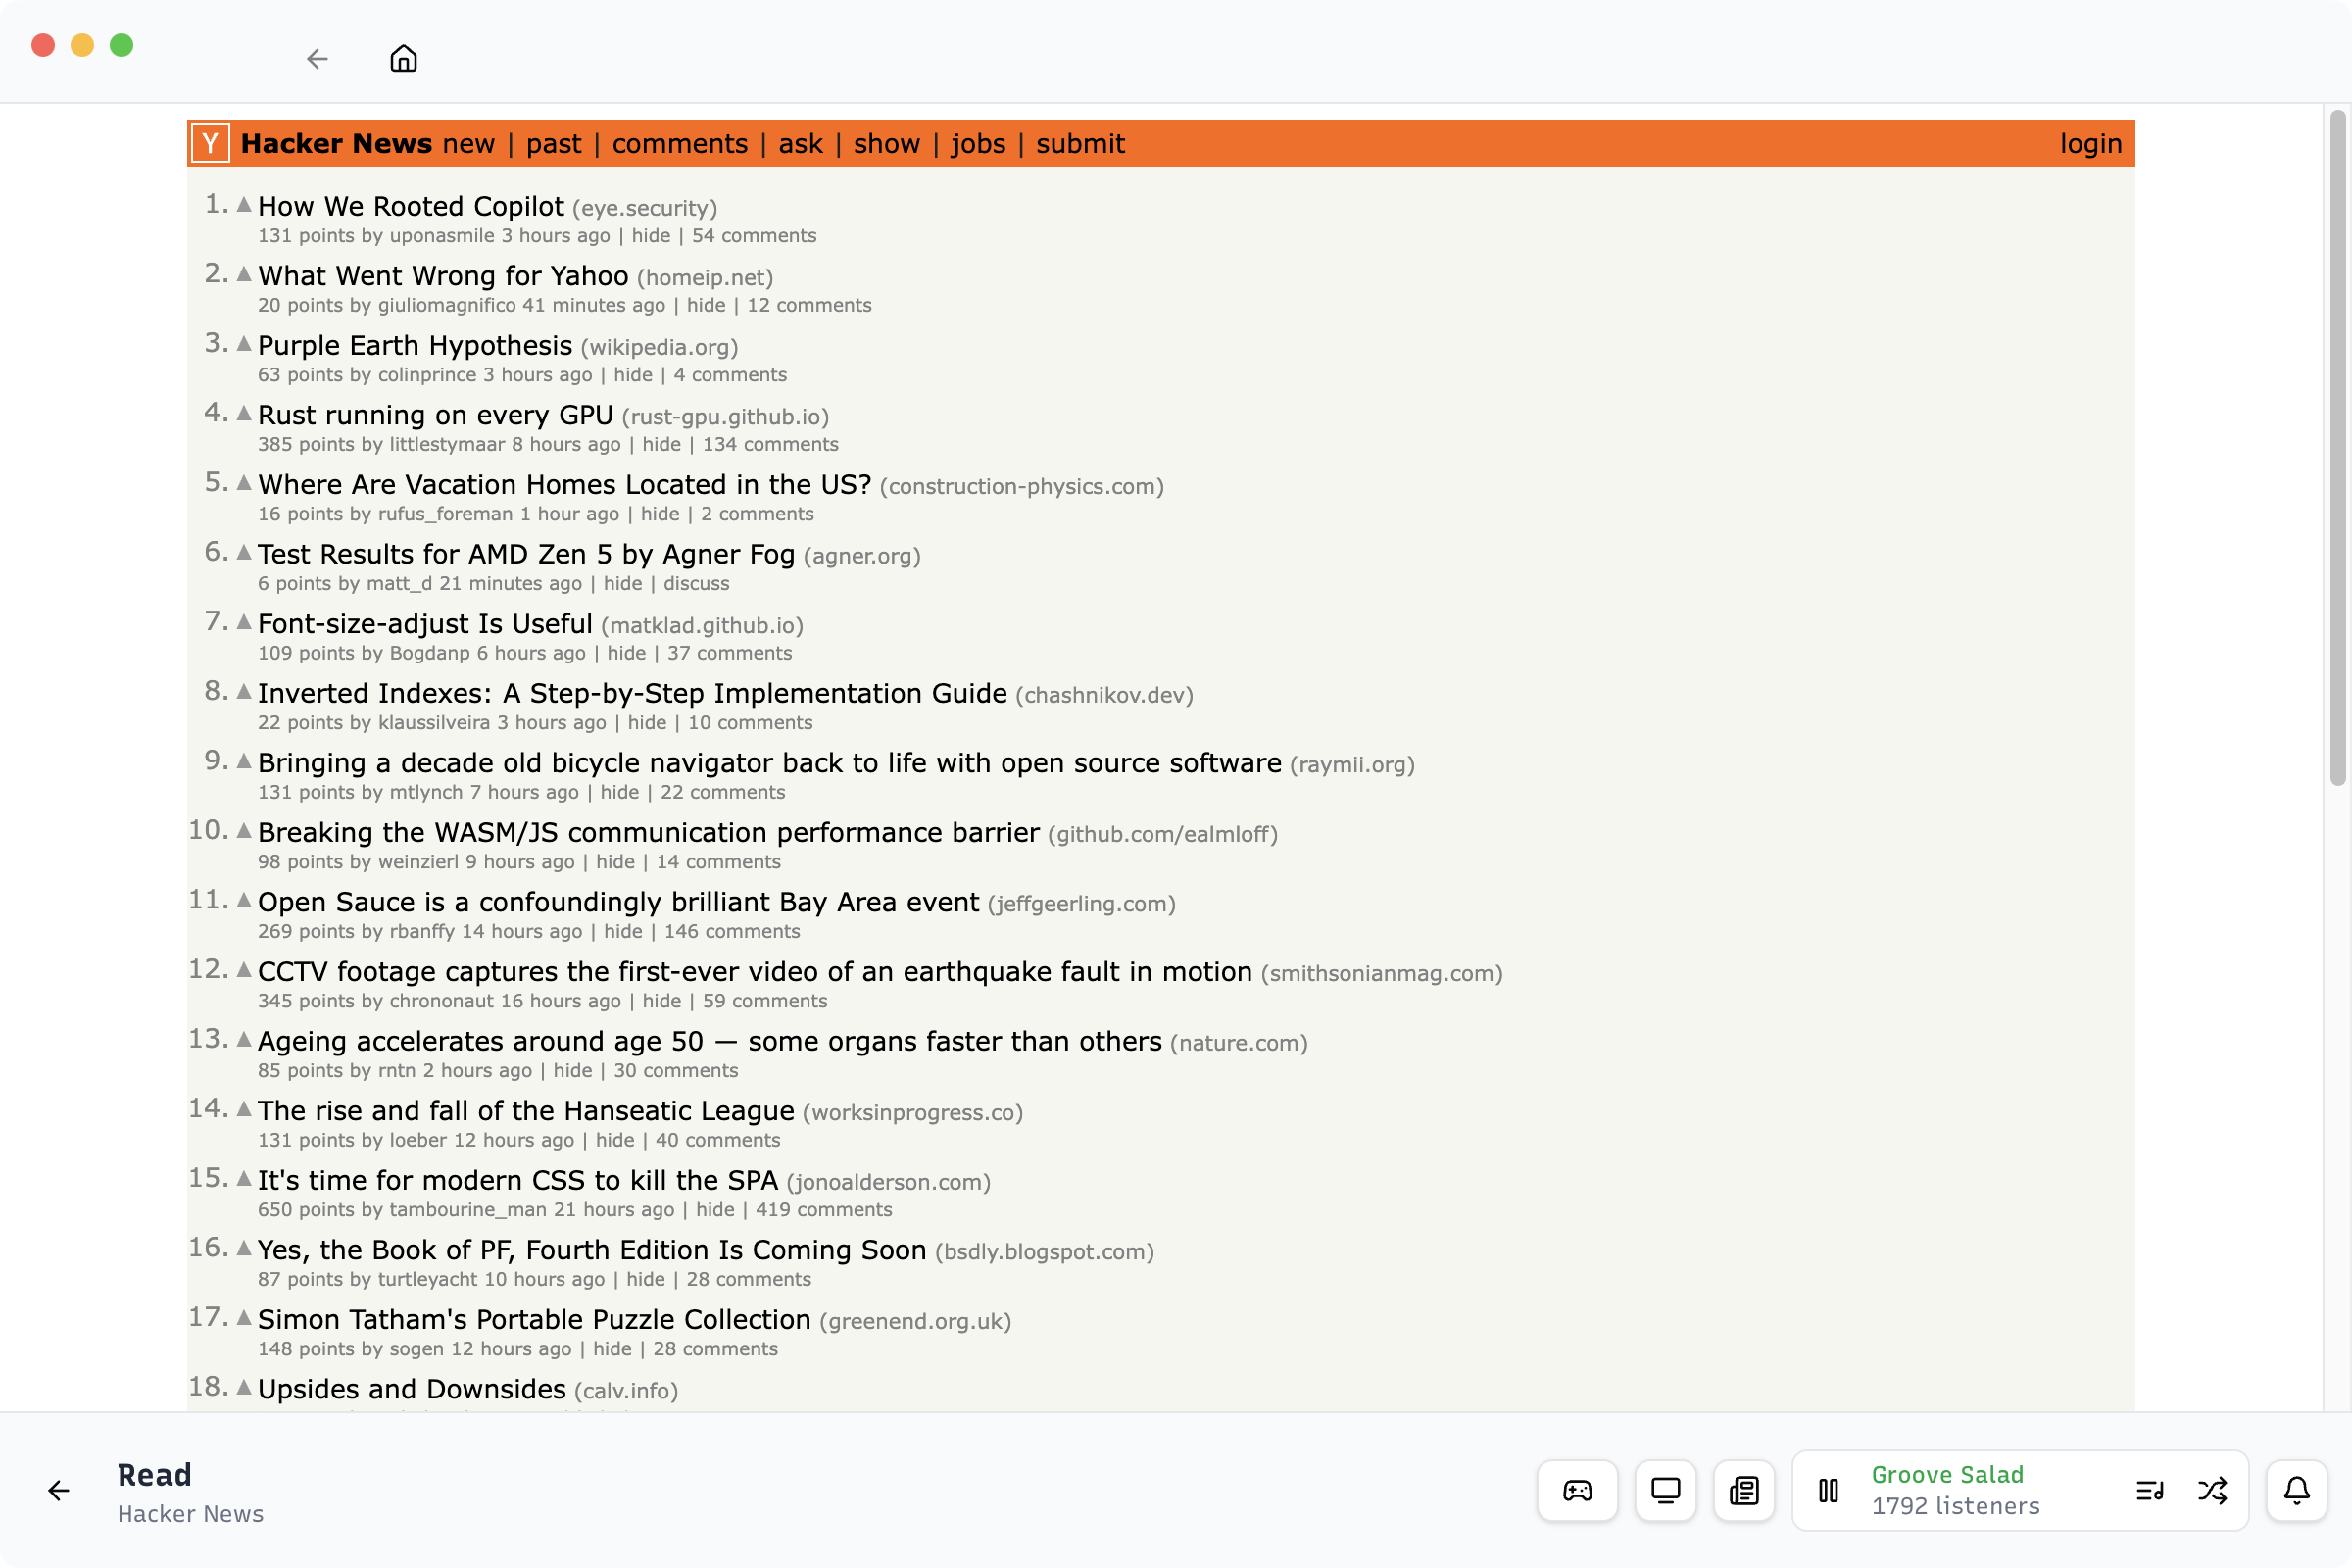 Y Hacker News new | past | comments | ask | show | jobs | submit login
1. How We Rooted Copilot (eye.security)
131 points by uponasmile 3 hours ago | hide | 54 comments
2. What Went Wrong for Yahoo (homeip.net)
20 points by giuliomagnifico 41 minutes ago | hide | 12 comments
3. Purple Earth Hypothesis (wikipedia.org)
63 points by colinprince 3 hours ago | hide | 4 comments
4. Rust running on every GPU (rust-gpu.github.io)
385 points by littlestymaar 8 hours ago | hide | 134 comments
5. Where Are Vacation Homes Located in the US? (construction-physics.com)
16 points by rufus_foreman 1 hour ago | hide | 2 comments
6. Test Results for AMD Zen 5 by Agner Fog (agner.org)
6 points by matt_d 21 minutes ago | hide | discuss
7. Font-size-adjust Is Useful (matklad.github.io)
109 points by Bogdanp 6 hours ago | hide | 37 comments
8. Inverted Indexes: A Step-by-Step Implementation Guide (chashnikov.dev)
22 points by klaussilveira 3 hours ago | hide | 10 comments
9. Bringing a decade old bicycle navigator back to life with open source software (raymii.org)
131 points by mtlynch 7 hours ago | hide | 22 comments
10. Breaking the WASM/JS communication performance barrier (github.com/ealmloff)
98 points by weinzierl 9 hours ago | hide | 14 comments
11. Open Sauce is a confoundingly brilliant Bay Area event (jeffgeerling.com)
269 points by rbanffy 14 hours ago | hide | 146 comments
12. CCTV footage captures the first-ever video of an earthquake fault in motion (smithsonianmag.com)
345 points by chrononaut 16 hours ago | hide | 59 comments
13. Ageing accelerates around age 50 — some organs faster than others (nature.com)
85 points by rntn 2 hours ago | hide | 30 comments
14. The rise and fall of the Hanseatic League (worksinprogress.co)
131 points by loeber 12 hours ago | hide | 40 comments
15. It's time for modern CSS to kill the SPA (jonoalderson.com)
650 points by tambourine_man 21 hours ago | hide | 419 comments
16. Yes, the Book of PF, Fourth Edition Is Coming Soon (bsdly.blogspot.com)
87 points by turtleyacht 10 hours ago | hide | 28 comments
17. Simon Tatham's Portable Puzzle Collection (greenend.org.uk)
148 points by sogen 12 hours ago | hide | 28 comments
18. Upsides and Downsides (calv.info)
Read
Hacker News
Groove Salad
1792 listeners